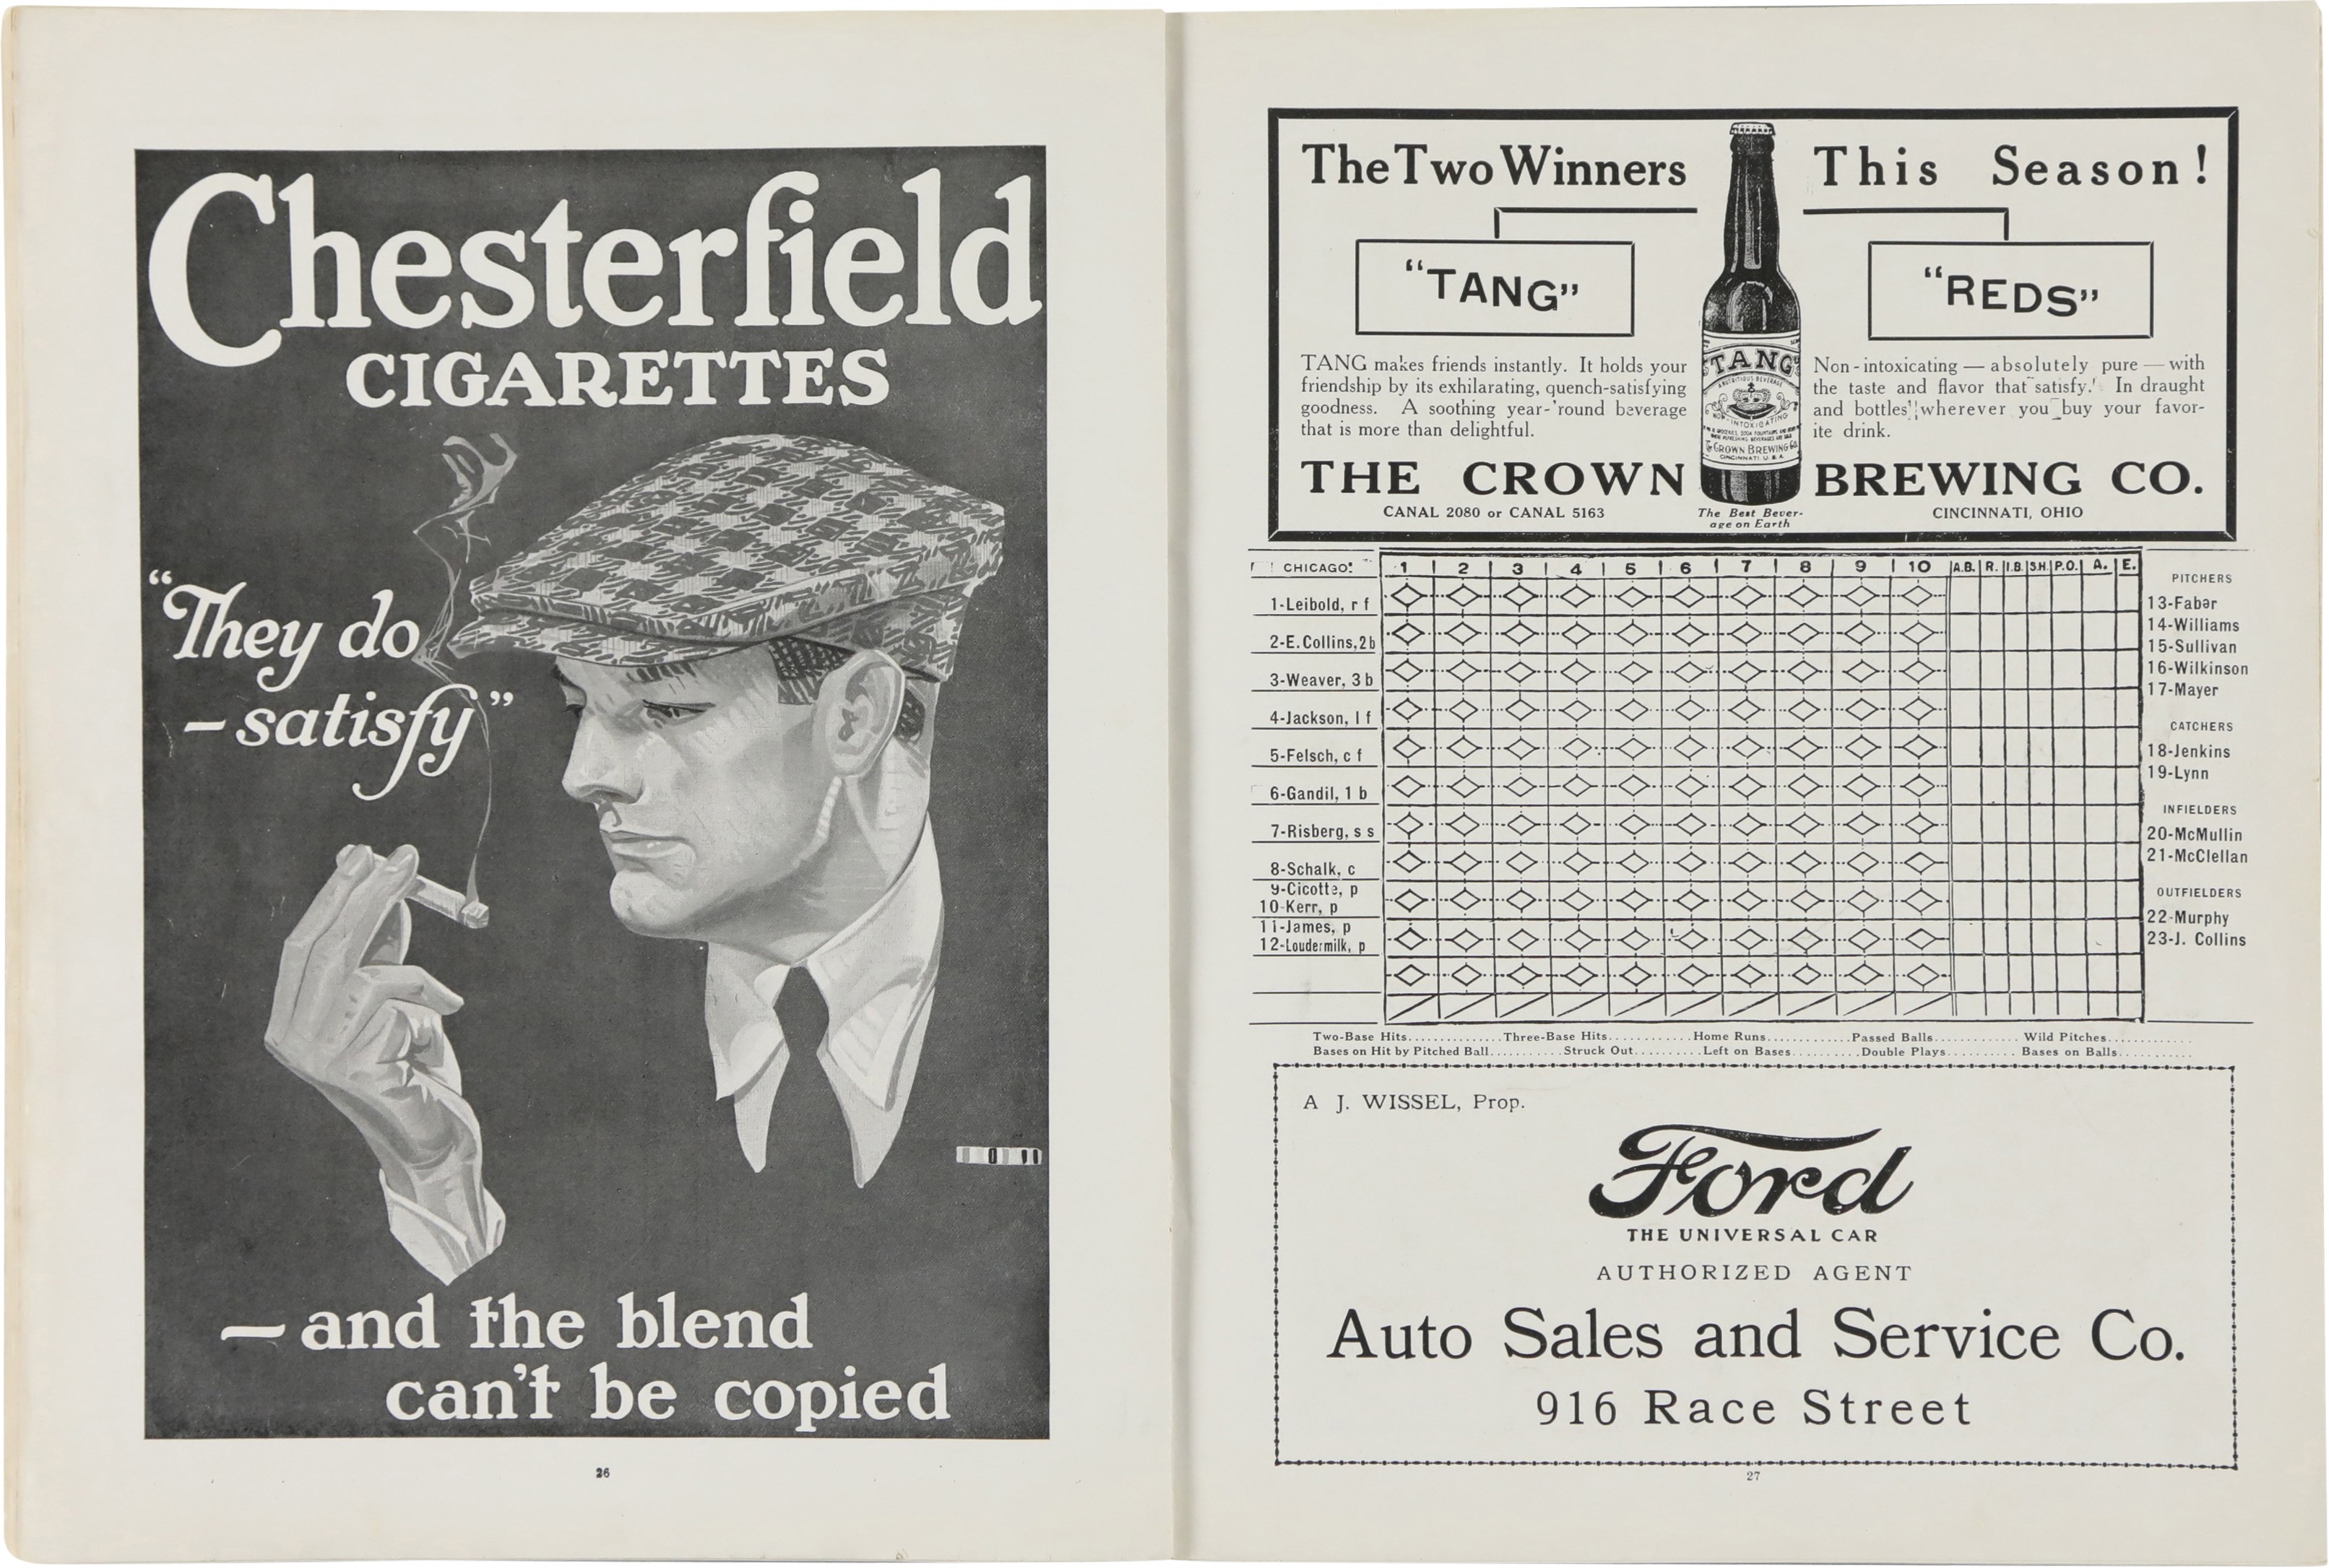 Chesterfield
CIGARETTES
“They do
– satisfy”
– and the blend
can't be copied
26
The Two Winners This Season!
“TANG”
“REDS”
TANG makes friends instantly. It holds your
friendship by its exhilarating, quench-satisfying
goodness. A soothing year-'round beverage
that is more than delightful.
TANG
A NUTRITIOUS BEVERAGE
NON-INTOXICATING
THE CROWN BREWING CO.
CINCINNATI. U.S.A.
Non-intoxicating — absolutely pure — with
the taste and flavor that satisfy. In draught
and bottles wherever you buy your favor-
ite drink.
THE CROWN BREWING CO.
CANAL 2080 or CANAL 5163
The Best Bever-
age on Earth
CINCINNATI, OHIO
CHICAGO 1 2 3 4 5 6 7 8 9 10 A.B. R. I.B. S.H. P.O. A. E.
1-Leibold, r f
2-E.Collins, 2 b
3-Weaver, 3 b
4-Jackson, l f
5-Felsch, c f
6-Gandil, 1 b
7-Risberg, s s
8-Schalk, c
9-Cicotte, p
10-Kerr, p
11-James, p
12-Loudermilk, p
PITCHERS
13-Faber
14-Williams
15-Sullivan
16-Wilkinson
17-Mayer
CATCHERS
18-Jenkins
19-Lynn
INFIELDERS
20-McMullin
21-McClellan
OUTFIELDERS
22-Murphy
23-J. Collins
Two-Base Hits............Three-Base Hits............Home Runs............Passed Balls............Wild Pitches............
Bases on Hit by Pitched Ball..........Struck Out..........Left on Bases..........Double Plays..........Bases on Balls..........
A J. WISSEL, Prop.
Ford
THE UNIVERSAL CAR
AUTHORIZED AGENT
Auto Sales and Service Co.
916 Race Street
27